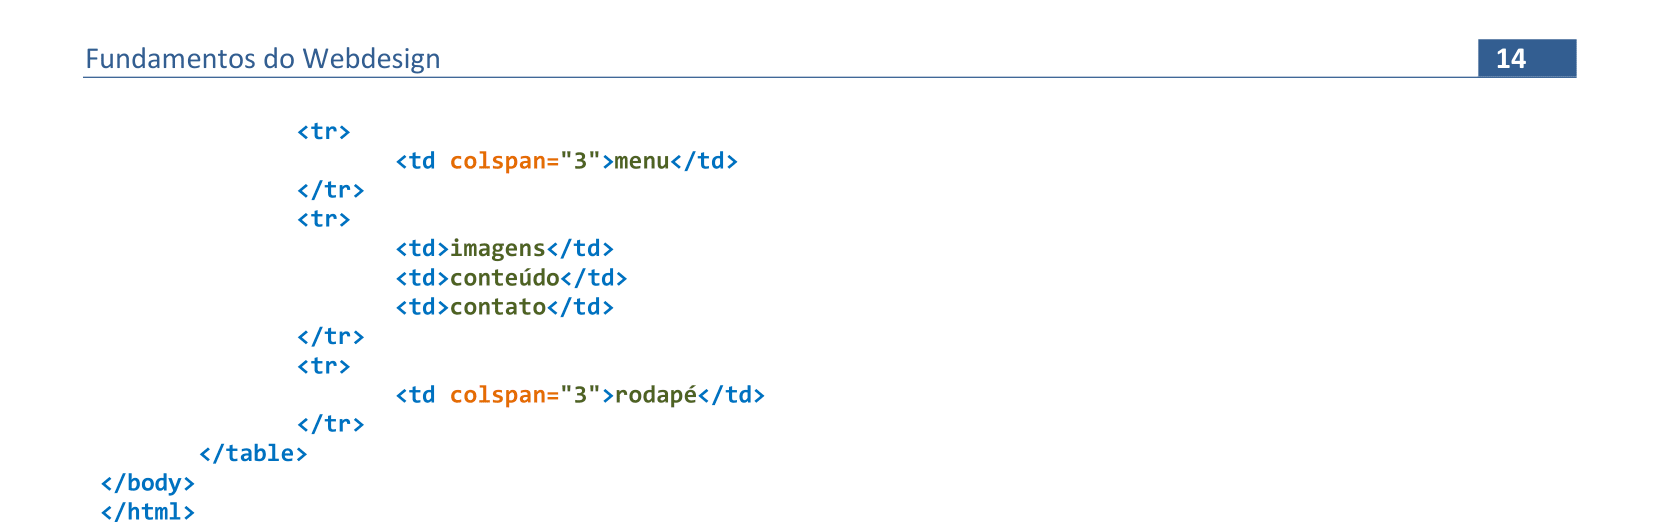 Fundamentos do Webdesign 14
<tr>
<td colspan="3">menu</td>
</tr>
<tr>
<td>imagens</td>
<td>conteúdo</td>
<td>contato</td>
</tr>
<tr>
<td colspan="3">rodapé</td>
</tr>
</table>
</body>
</html>